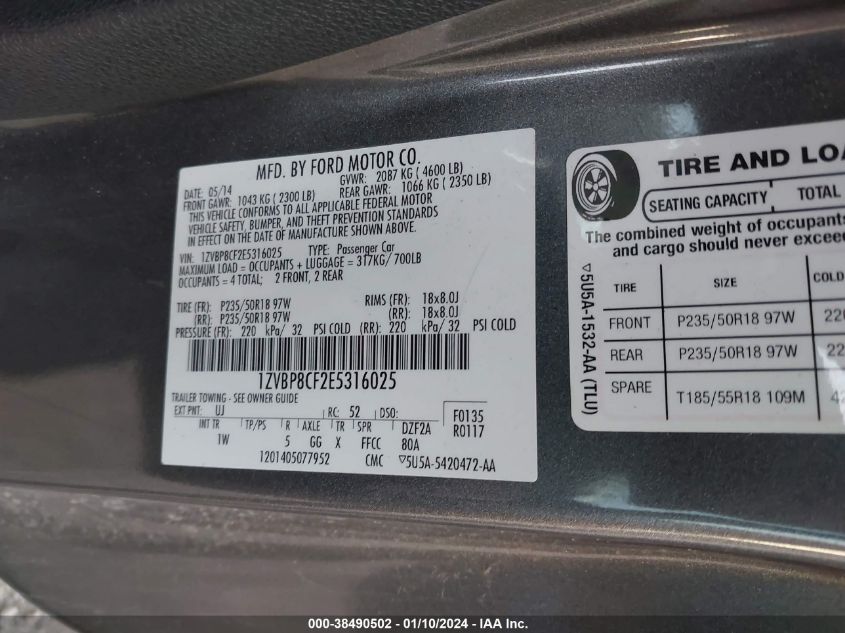 MFD. BY FORD MOTOR CO.
DATE: 05/14 GVWR: 2087 KG ( 4600 LB)
FRONT GAWR: 1043 KG ( 2300 LB) REAR GAWR: 1066 KG ( 2350 LB)
THIS VEHICLE CONFORMS TO ALL APPLICABLE FEDERAL MOTOR
VEHICLE SAFETY, BUMPER, AND THEFT PREVENTION STANDARDS
IN EFFECT ON THE DATE OF MANUFACTURE SHOWN ABOVE.
VIN: 1ZVBP8CF2E5316025 TYPE: Passenger Car
MAXIMUM LOAD = OCCUPANTS + LUGGAGE = 317KG/ 700LB
OCCUPANTS = 4 TOTAL; 2 FRONT, 2 REAR
TIRE (FR): P235/50R18 97W RIMS (FR): 18x8.0J
(RR): P235/50R18 97W (RR): 18x8.0J
PRESSURE (FR): 220 kPa/ 32 PSI COLD (RR): 220 kPa/ 32 PSI COLD
1ZVBP8CF2E5316025
TRAILER TOWING - SEE OWNER GUIDE
EXT PNT: UJ RC: 52 DSO: F0135
INT TR TP/PS R AXLE TR SPR DZF2A R0117
1W 5 GG X FFCC 80A
1201405077952 CMC ▽5U5A-5420472-AA
TIRE AND LOA
SEATING CAPACITY TOTAL
The combined weight of occupants
and cargo should never exceed
▽5U5A-1532-AA (TLU)
TIRE SIZE COLD
FRONT P235/50R18 97W 220
REAR P235/50R18 97W 22
SPARE T185/55R18 109M 42
000-38490502 - 01/10/2024 - IAA Inc.